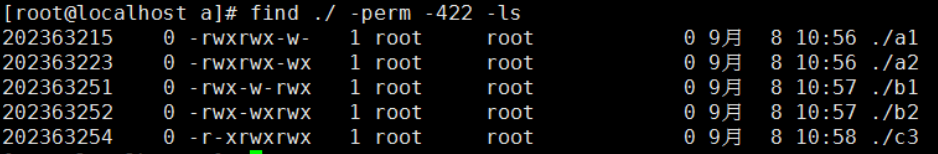 [root@localhost a]# find ./ -perm -422 -ls
202363215    0 -rwxrwx-w-   1 root     root            0 9月   8 10:56 ./a1
202363223    0 -rwxrwx-wx   1 root     root            0 9月   8 10:56 ./a2
202363251    0 -rwx-w-rwx   1 root     root            0 9月   8 10:57 ./b1
202363252    0 -rwx-wxrwx   1 root     root            0 9月   8 10:57 ./b2
202363254    0 -r-xrwxrwx   1 root     root            0 9月   8 10:58 ./c3